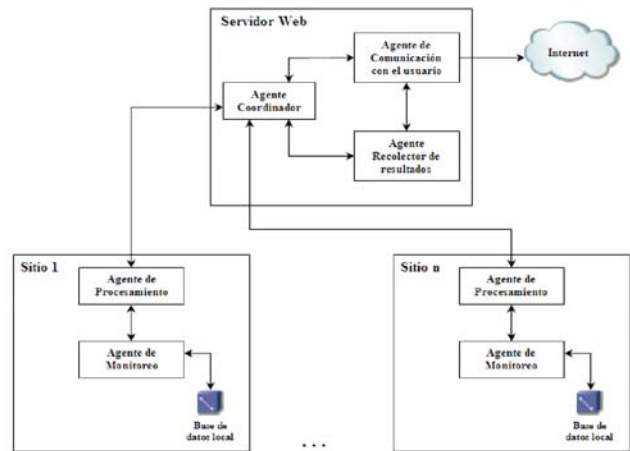 Servidor Web
Agente de
Comunicación
con el usuario
Internet
Agente
Coordinador
Agente
Recolector de
resultados
Sitio 1
Agente de
Procesamiento
Agente de
Monitoreo
Base de
datos local
. . .
Sitio n
Agente de
Procesamiento
Agente de
Monitoreo
Base de
datos local